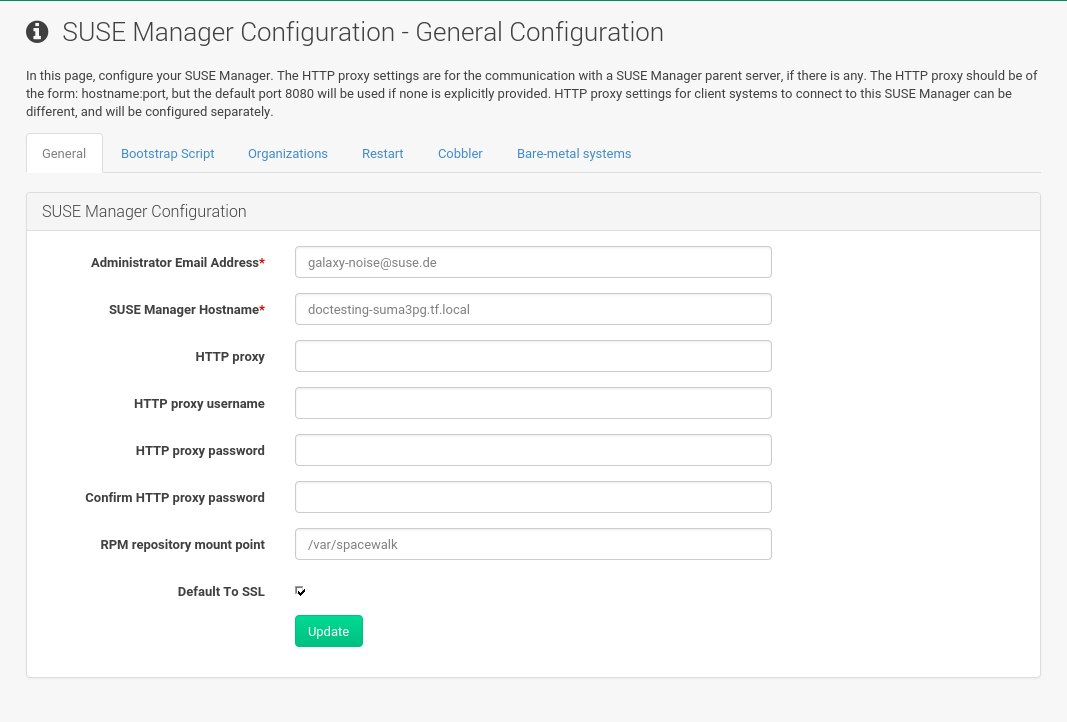 SUSE Manager Configuration - General Configuration
In this page, configure your SUSE Manager. The HTTP proxy settings are for the communication with a SUSE Manager parent server, if there is any. The HTTP proxy should be of
the form: hostname:port, but the default port 8080 will be used if none is explicitly provided. HTTP proxy settings for client systems to connect to this SUSE Manager can be
different, and will be configured separately.
General Bootstrap Script Organizations Restart Cobbler Bare-metal systems
SUSE Manager Configuration
Administrator Email Address* galaxy-noise@suse.de
SUSE Manager Hostname* doctesting-suma3pg.tf.local
HTTP proxy
HTTP proxy username
HTTP proxy password
Confirm HTTP proxy password
RPM repository mount point /var/spacewalk
Default To SSL
Update